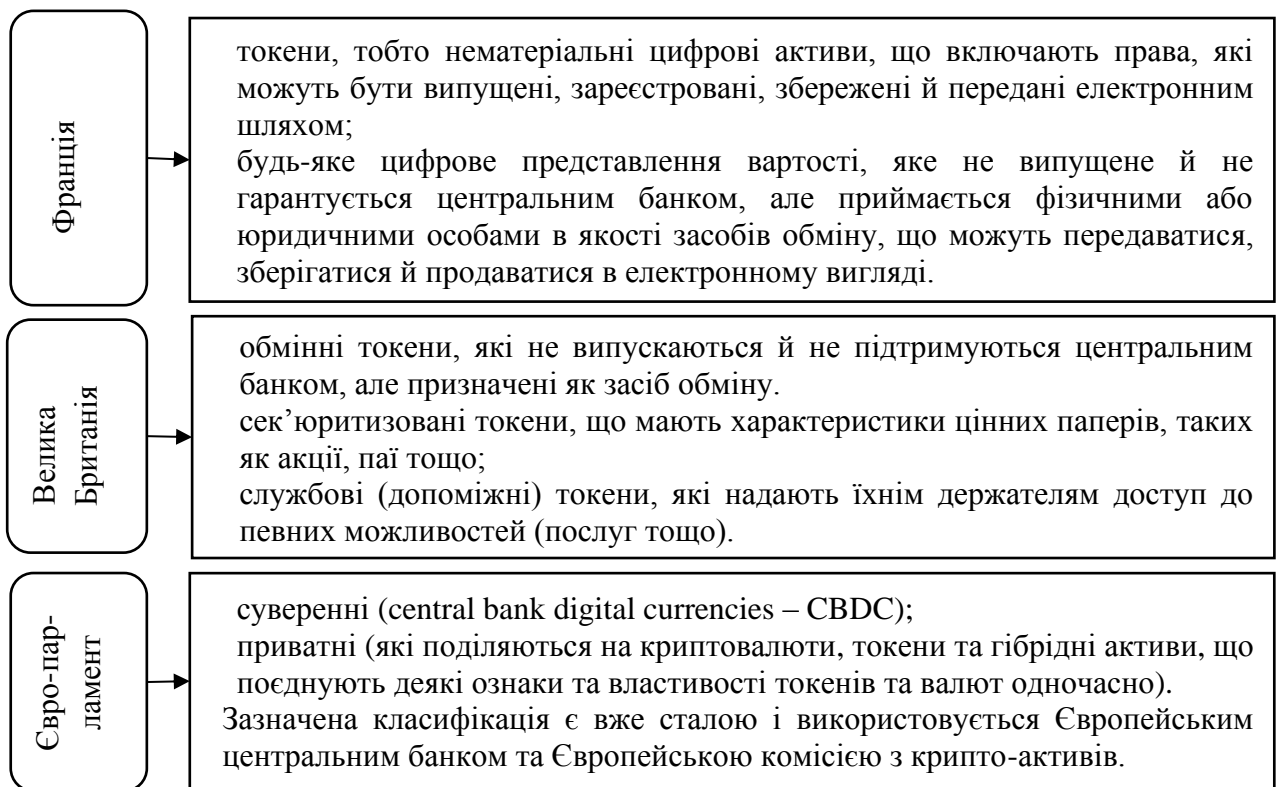 Франція
токени, тобто нематеріальні цифрові активи, що включають права, які
можуть бути випущені, зареєстровані, збережені й передані електронним
шляхом;
будь-яке цифрове представлення вартості, яке не випущене й не
гарантується центральним банком, але приймається фізичними або
юридичними особами в якості засобів обміну, що можуть передаватися,
зберігатися й продаватися в електронному вигляді.
Велика
Британія
обмінні токени, які не випускаються й не підтримуються центральним
банком, але призначені як засіб обміну.
сек’юритизовані токени, що мають характеристики цінних паперів, таких
як акції, паї тощо;
службові (допоміжні) токени, які надають їхнім держателям доступ до
певних можливостей (послуг тощо).
Євро-пар-
ламент
суверенні (central bank digital currencies – CBDC);
приватні (які поділяються на криптовалюти, токени та гібрідні активи, що
поєднують деякі ознаки та властивості токенів та валют одночасно).
Зазначена класифікація є вже сталою і використовується Європейським
центральним банком та Європейською комісією з крипто-активів.